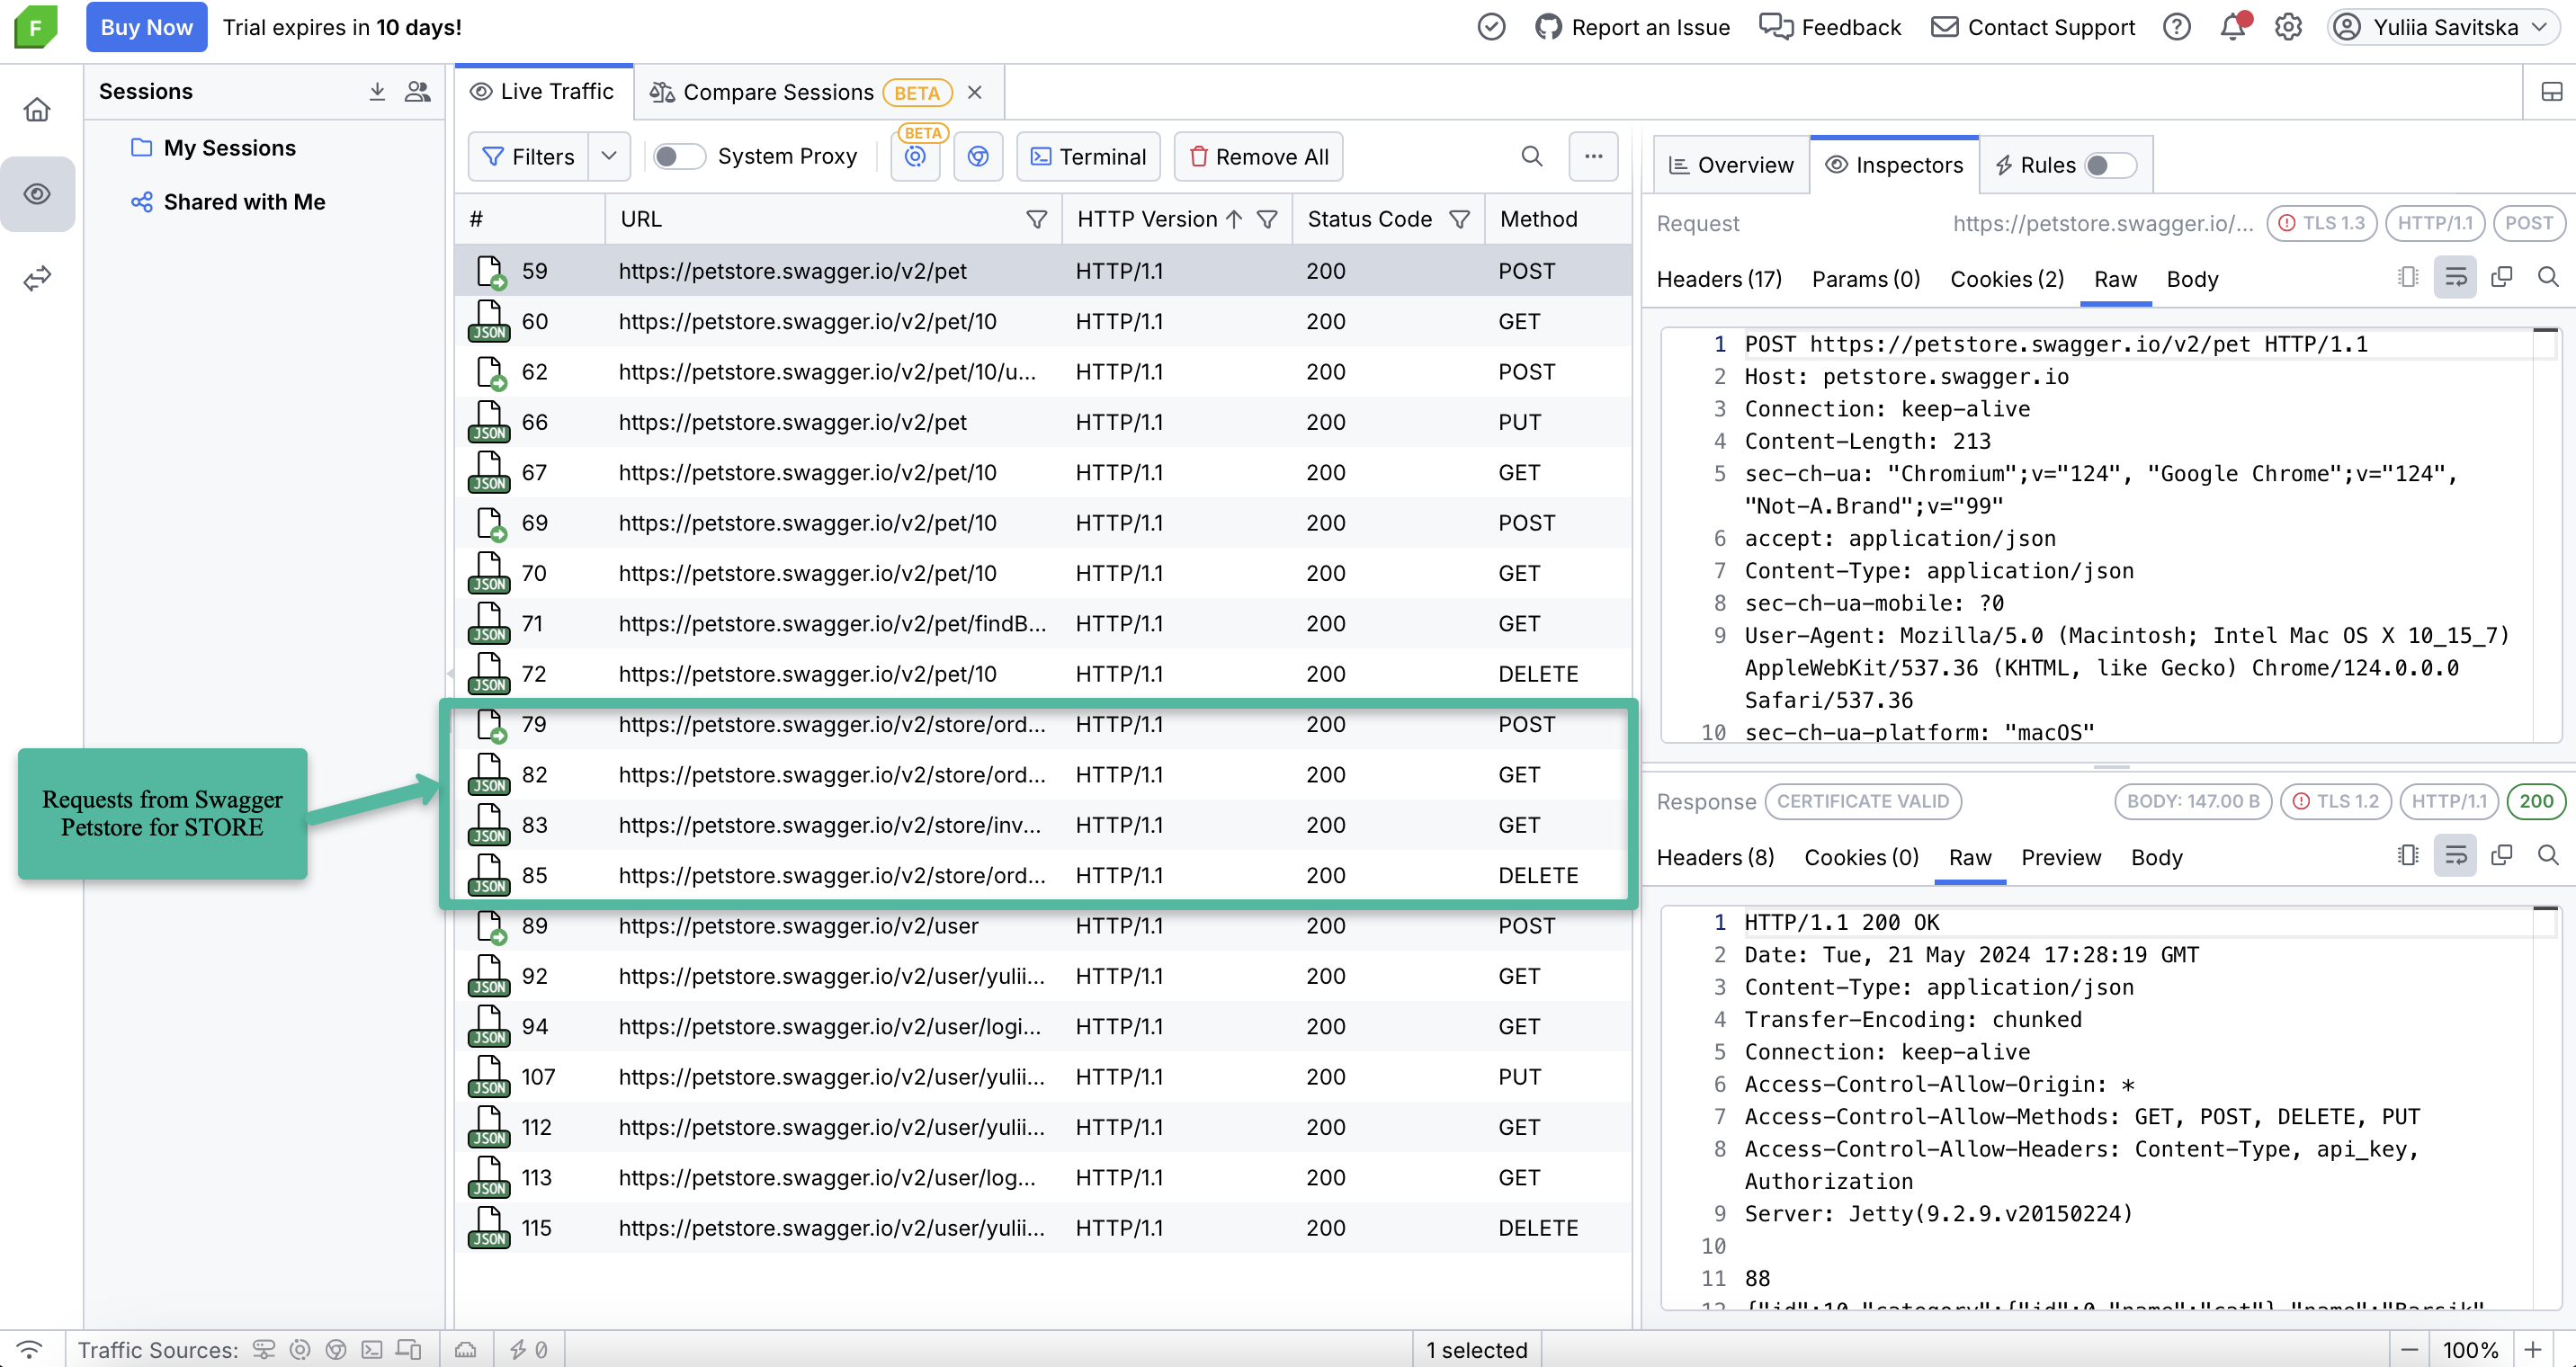 F
Buy Now
Trial expires in 10 days!
Report an Issue
Feedback
Contact Support
Yuliia Savitska
Sessions
My Sessions
Shared with Me
Live Traffic
Compare Sessions BETA
Filters
System Proxy
BETA
Terminal
Remove All
# URL HTTP Version Status Code Method
59 https://petstore.swagger.io/v2/pet HTTP/1.1 200 POST
JSON 60 https://petstore.swagger.io/v2/pet/10 HTTP/1.1 200 GET
62 https://petstore.swagger.io/v2/pet/10/u... HTTP/1.1 200 POST
JSON 66 https://petstore.swagger.io/v2/pet HTTP/1.1 200 PUT
JSON 67 https://petstore.swagger.io/v2/pet/10 HTTP/1.1 200 GET
69 https://petstore.swagger.io/v2/pet/10 HTTP/1.1 200 POST
JSON 70 https://petstore.swagger.io/v2/pet/10 HTTP/1.1 200 GET
JSON 71 https://petstore.swagger.io/v2/pet/findB... HTTP/1.1 200 GET
JSON 72 https://petstore.swagger.io/v2/pet/10 HTTP/1.1 200 DELETE
79 https://petstore.swagger.io/v2/store/ord... HTTP/1.1 200 POST
JSON 82 https://petstore.swagger.io/v2/store/ord... HTTP/1.1 200 GET
JSON 83 https://petstore.swagger.io/v2/store/inv... HTTP/1.1 200 GET
JSON 85 https://petstore.swagger.io/v2/store/ord... HTTP/1.1 200 DELETE
89 https://petstore.swagger.io/v2/user HTTP/1.1 200 POST
JSON 92 https://petstore.swagger.io/v2/user/yulii... HTTP/1.1 200 GET
JSON 94 https://petstore.swagger.io/v2/user/logi... HTTP/1.1 200 GET
JSON 107 https://petstore.swagger.io/v2/user/yulii... HTTP/1.1 200 PUT
JSON 112 https://petstore.swagger.io/v2/user/yulii... HTTP/1.1 200 GET
JSON 113 https://petstore.swagger.io/v2/user/log... HTTP/1.1 200 GET
JSON 115 https://petstore.swagger.io/v2/user/yulii... HTTP/1.1 200 DELETE
Requests from Swagger
Petstore for STORE
Overview
Inspectors
Rules
Request https://petstore.swagger.io/... TLS 1.3 HTTP/1.1 POST
Headers (17) Params (0) Cookies (2) Raw Body
1 POST https://petstore.swagger.io/v2/pet HTTP/1.1
2 Host: petstore.swagger.io
3 Connection: keep-alive
4 Content-Length: 213
5 sec-ch-ua: "Chromium";v="124", "Google Chrome";v="124",
"Not-A.Brand";v="99"
6 accept: application/json
7 Content-Type: application/json
8 sec-ch-ua-mobile: ?0
9 User-Agent: Mozilla/5.0 (Macintosh; Intel Mac OS X 10_15_7)
AppleWebKit/537.36 (KHTML, like Gecko) Chrome/124.0.0.0
Safari/537.36
10 sec-ch-ua-platform: "macOS"
Response CERTIFICATE VALID BODY: 147.00 B TLS 1.2 HTTP/1.1 200
Headers (8) Cookies (0) Raw Preview Body
1 HTTP/1.1 200 OK
2 Date: Tue, 21 May 2024 17:28:19 GMT
3 Content-Type: application/json
4 Transfer-Encoding: chunked
5 Connection: keep-alive
6 Access-Control-Allow-Origin: *
7 Access-Control-Allow-Methods: GET, POST, DELETE, PUT
8 Access-Control-Allow-Headers: Content-Type, api_key,
Authorization
9 Server: Jetty(9.2.9.v20150224)
10
11 88
12 {"id":10,"category":{"id":0,"name":"cat"},"name":"Barsik",
Traffic Sources:
0
1 selected
100%